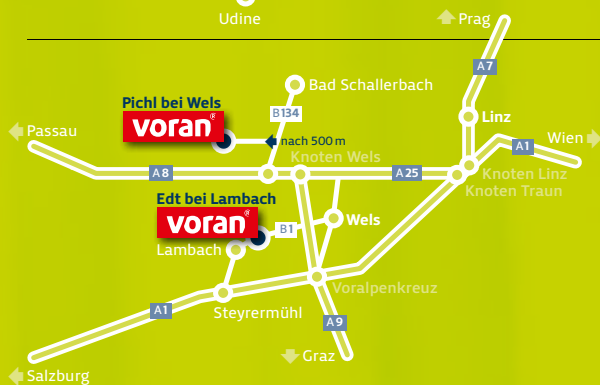 Udine
Prag
A7
Bad Schallerbach
Pichl bei Wels
voran®
B134
Linz
Passau
nach 500 m
Wien
Knoten Wels
A1
A8
A25
Knoten Linz
Knoten Traun
Edt bei Lambach
voran®
B1
Wels
Lambach
Voralpenkreuz
A1
Steyrermühl
A9
Graz
Salzburg